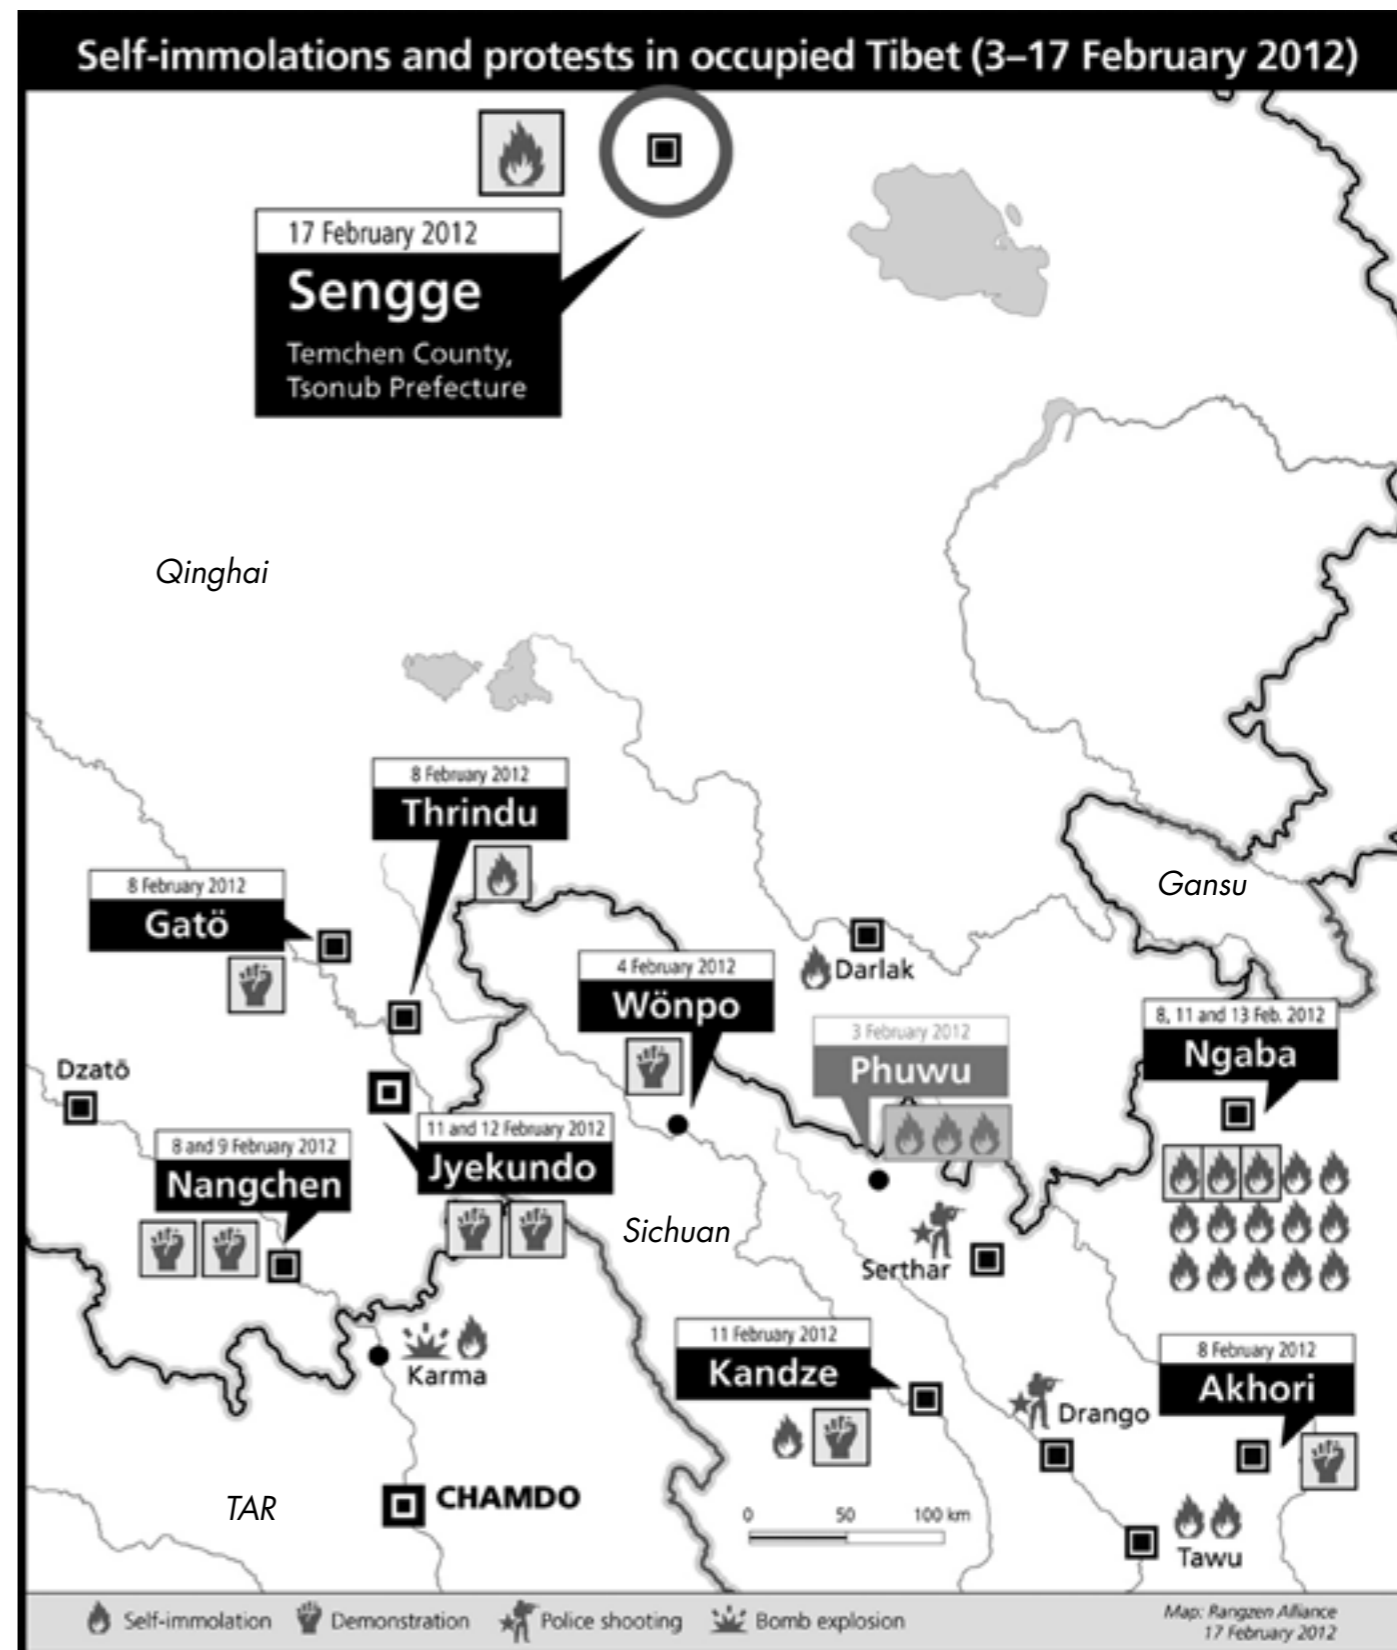 Self-immolations and protests in occupied Tibet (3–17 February 2012)
17 February 2012
Sengge
Temchen County,
Tsonub Prefecture
Qinghai
8 February 2012
Thrindu
8 February 2012
Gatö
Gansu
Darlak
4 February 2012
Wönpo
3 February 2012
Phuwu
8, 11 and 13 Feb. 2012
Ngaba
Dzatö
11 and 12 February 2012
Jyekundo
8 and 9 February 2012
Nangchen
Sichuan
Serthar
Karma
11 February 2012
Kandze
8 February 2012
Akhori
Drango
TAR
CHAMDO
0 50 100 km
Tawu
Self-immolation Demonstration Police shooting Bomb explosion
Map: Rangzen Alliance
17 February 2012